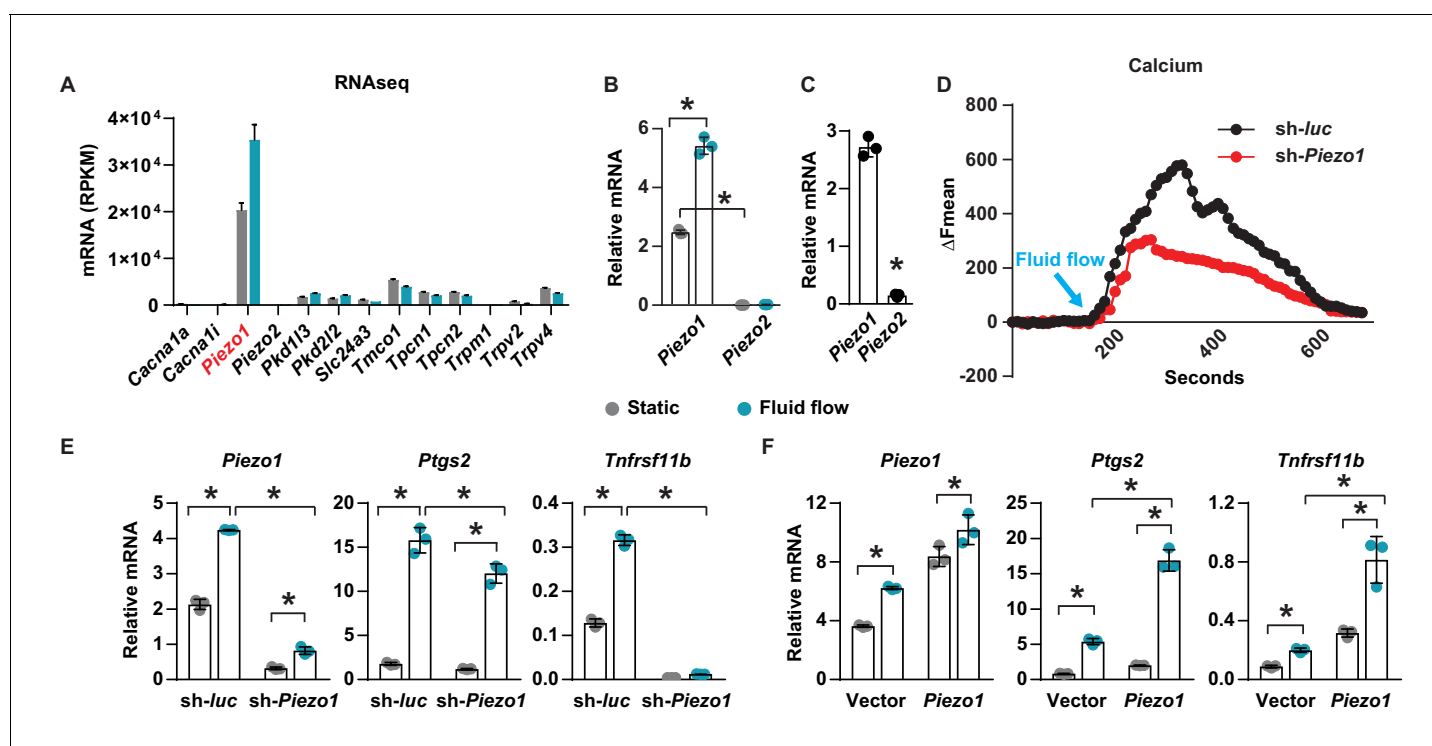 A
RNAseq
mRNA (RPKM)
4×10⁴
3×10⁴
2×10⁴
10⁴
0
Cacna1a
Cacna1i
Piezo1
Piezo2
Pkd1l3
Pkd2l2
Slc24a3
Tmco1
Tpcn1
Tpcn2
Trpm1
Trpv2
Trpv4
B
Relative mRNA
6
4
2
0
*
*
Piezo1
Piezo2
C
Relative mRNA
3
2
1
0
*
Piezo1
Piezo2
D
Calcium
ΔFmean
800
600
400
200
0
-200
sh-luc
sh-Piezo1
Fluid flow
200
400
600
Seconds
Static
Fluid flow
E
Relative mRNA
Piezo1
5
4
3
2
1
0
* *
*
sh-luc sh-Piezo1
Ptgs2
20
15
10
5
0
* *
*
sh-luc sh-Piezo1
Tnfrsf11b
0.4
0.3
0.2
0.1
0.0
* *
sh-luc sh-Piezo1
F
Relative mRNA
Piezo1
12
8
4
0
*
*
Vector Piezo1
Ptgs2
25
20
15
10
5
0
*
*
*
Vector Piezo1
Tnfrsf11b
1.2
0.8
0.4
0.0
*
*
*
Vector Piezo1